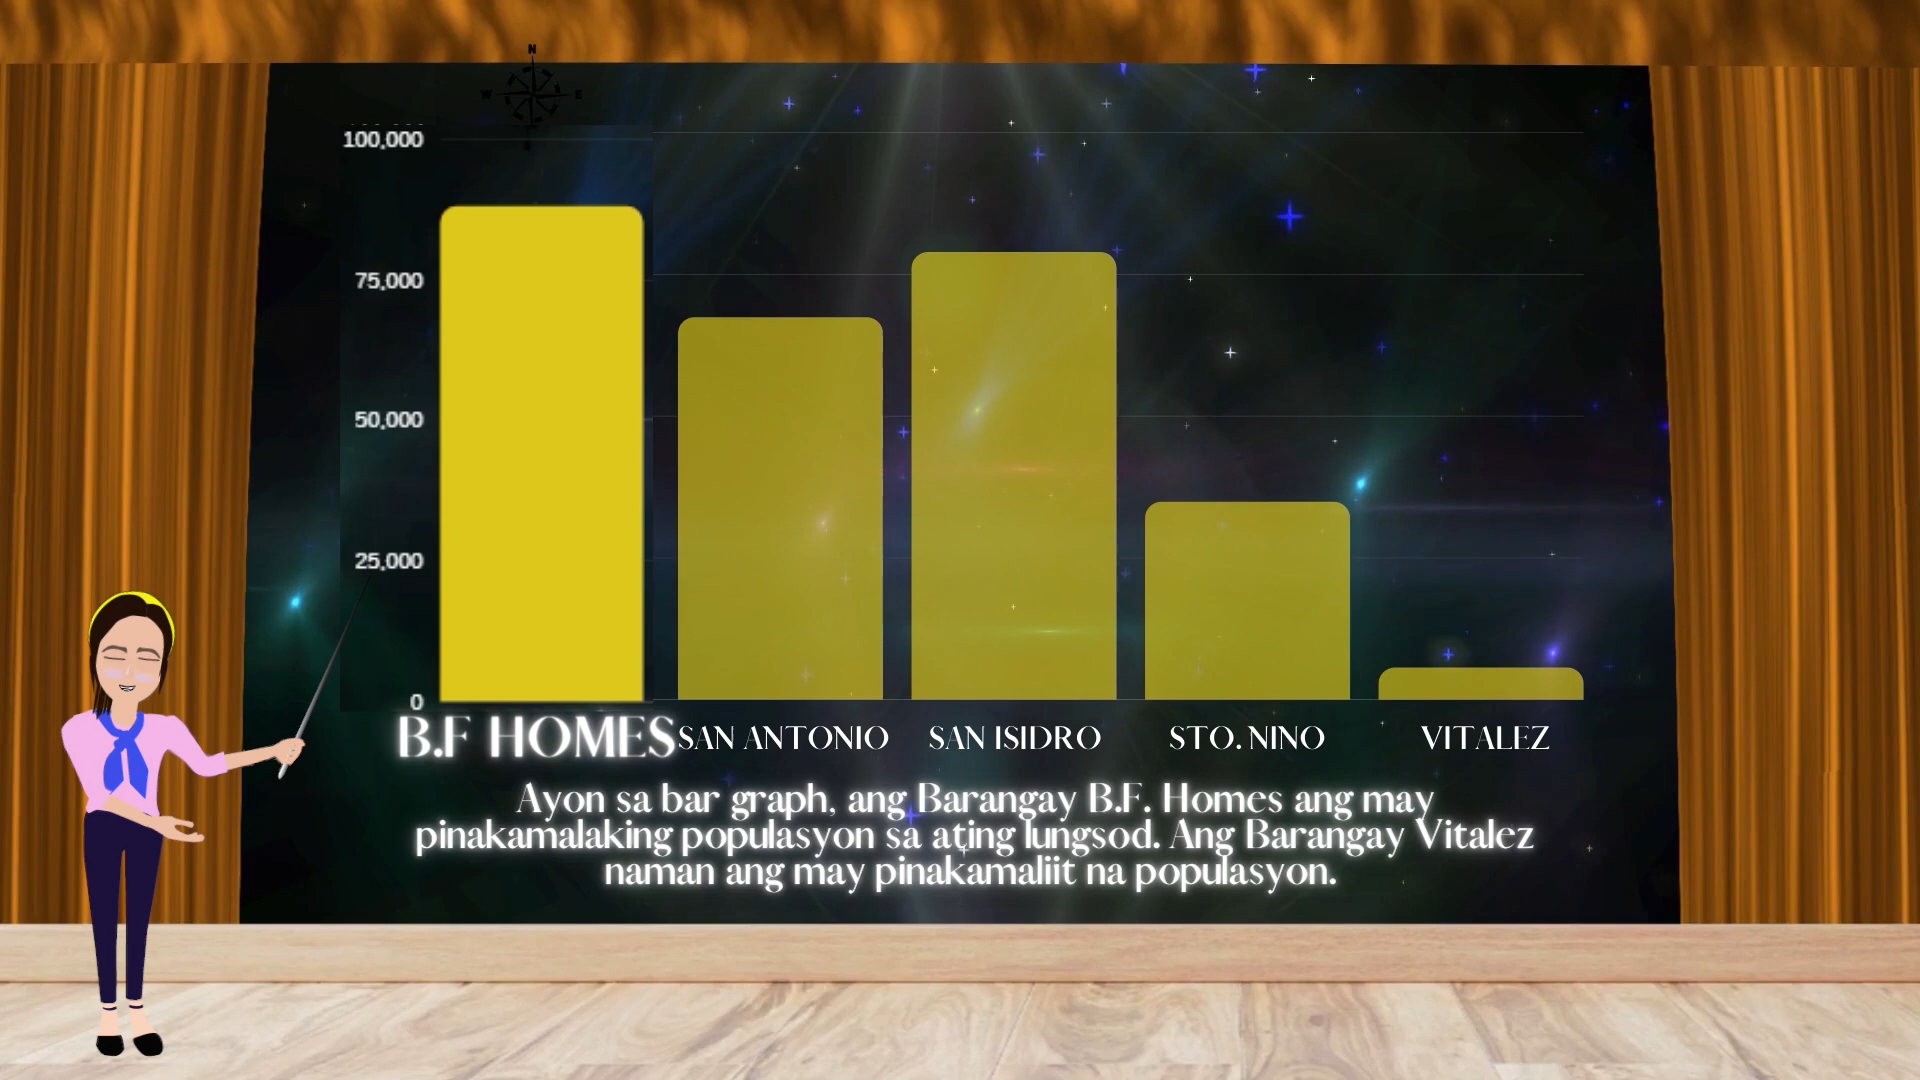 N
W E
100,000
75,000
50,000
25,000
0
B.F HOMES SAN ANTONIO SAN ISIDRO STO. NINO VITALEZ
Ayon sa bar graph, ang Barangay B.F. Homes ang may
pinakamalaking populasyon sa ating lungsod. Ang Barangay Vitalez
naman ang may pinakamaliit na populasyon.